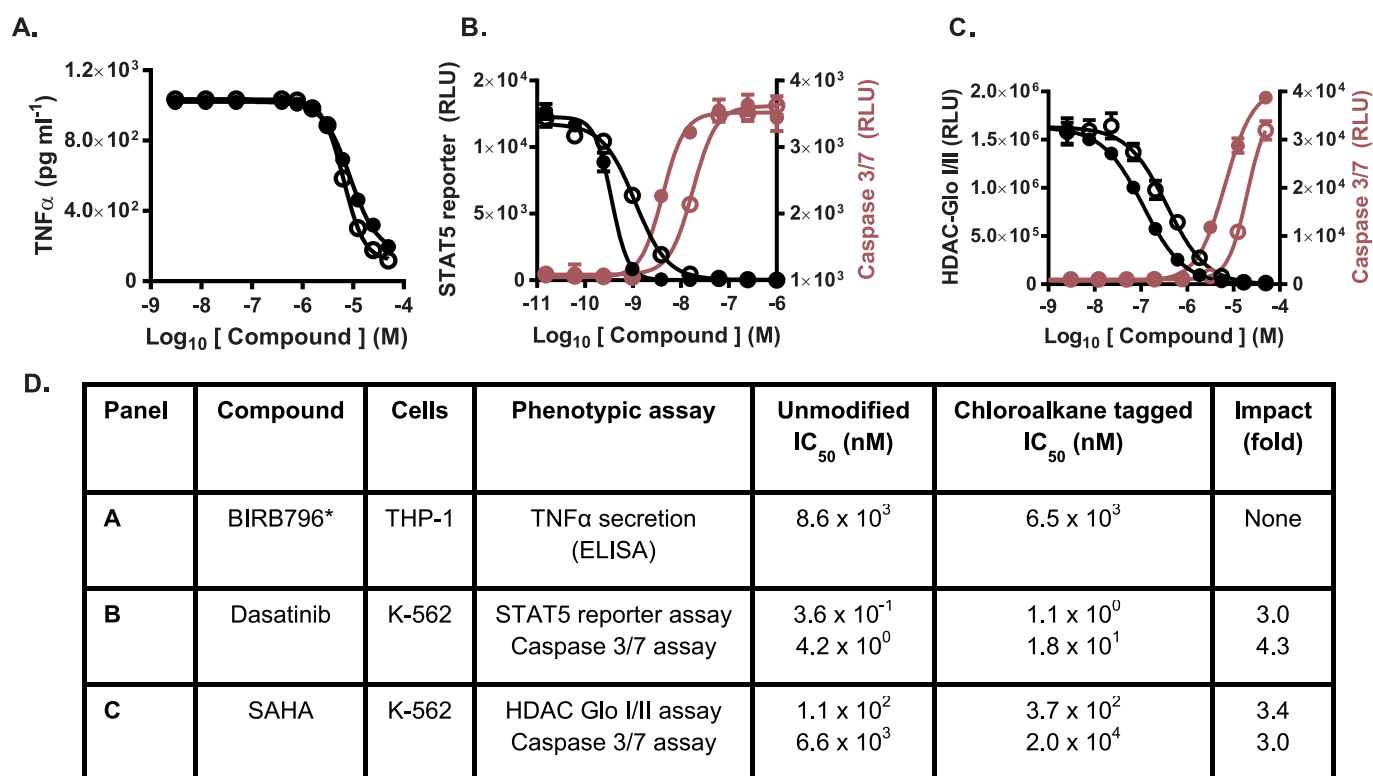 A.
TNFα (pg ml⁻¹)
1.2×10³
8.0×10²
4.0×10²
0
-9 -8 -7 -6 -5 -4
Log₁₀ [ Compound ] (M)
B.
STAT5 reporter (RLU)
2×10⁴
1×10⁴
5×10³
0
4×10³
3×10³
2×10³
1×10³
Caspase 3/7 (RLU)
-11 -10 -9 -8 -7 -6
Log₁₀ [ Compound ] (M)
C.
HDAC-Glo I/II (RLU)
2.0×10⁶
1.5×10⁶
1.0×10⁶
5.0×10⁵
0
4×10⁴
3×10⁴
2×10⁴
1×10⁴
0
Caspase 3/7 (RLU)
-9 -8 -7 -6 -5 -4
Log₁₀ [ Compound ] (M)
D.
Panel Compound Cells Phenotypic assay Unmodified Chloroalkane tagged Impact
IC₅₀ (nM) IC₅₀ (nM) (fold)
A BIRB796* THP-1 TNFα secretion 8.6 x 10³ 6.5 x 10³ None
(ELISA)
B Dasatinib K-562 STAT5 reporter assay 3.6 x 10⁻¹ 1.1 x 10⁰ 3.0
Caspase 3/7 assay 4.2 x 10⁰ 1.8 x 10¹ 4.3
C SAHA K-562 HDAC Glo I/II assay 1.1 x 10² 3.7 x 10² 3.4
Caspase 3/7 assay 6.6 x 10³ 2.0 x 10⁴ 3.0